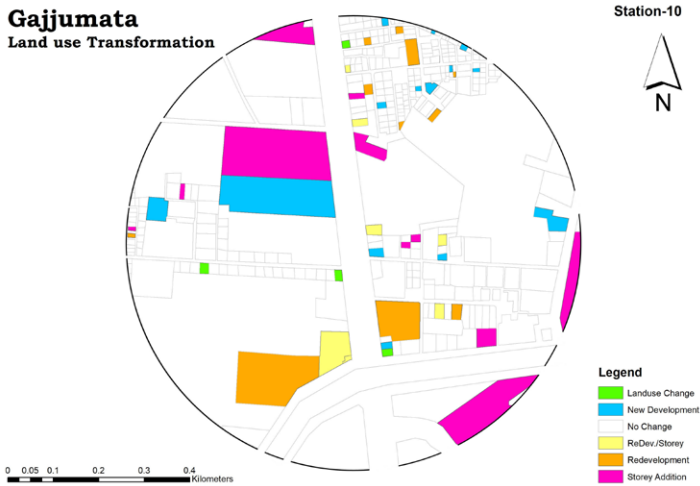 Gajjumata
Land use Transformation
Station-10
N
Legend
Landuse Change
New Development
No Change
ReDev./Storey
Redevelopment
Storey Addition
0 0.05 0.1 0.2 0.3 0.4
Kilometers